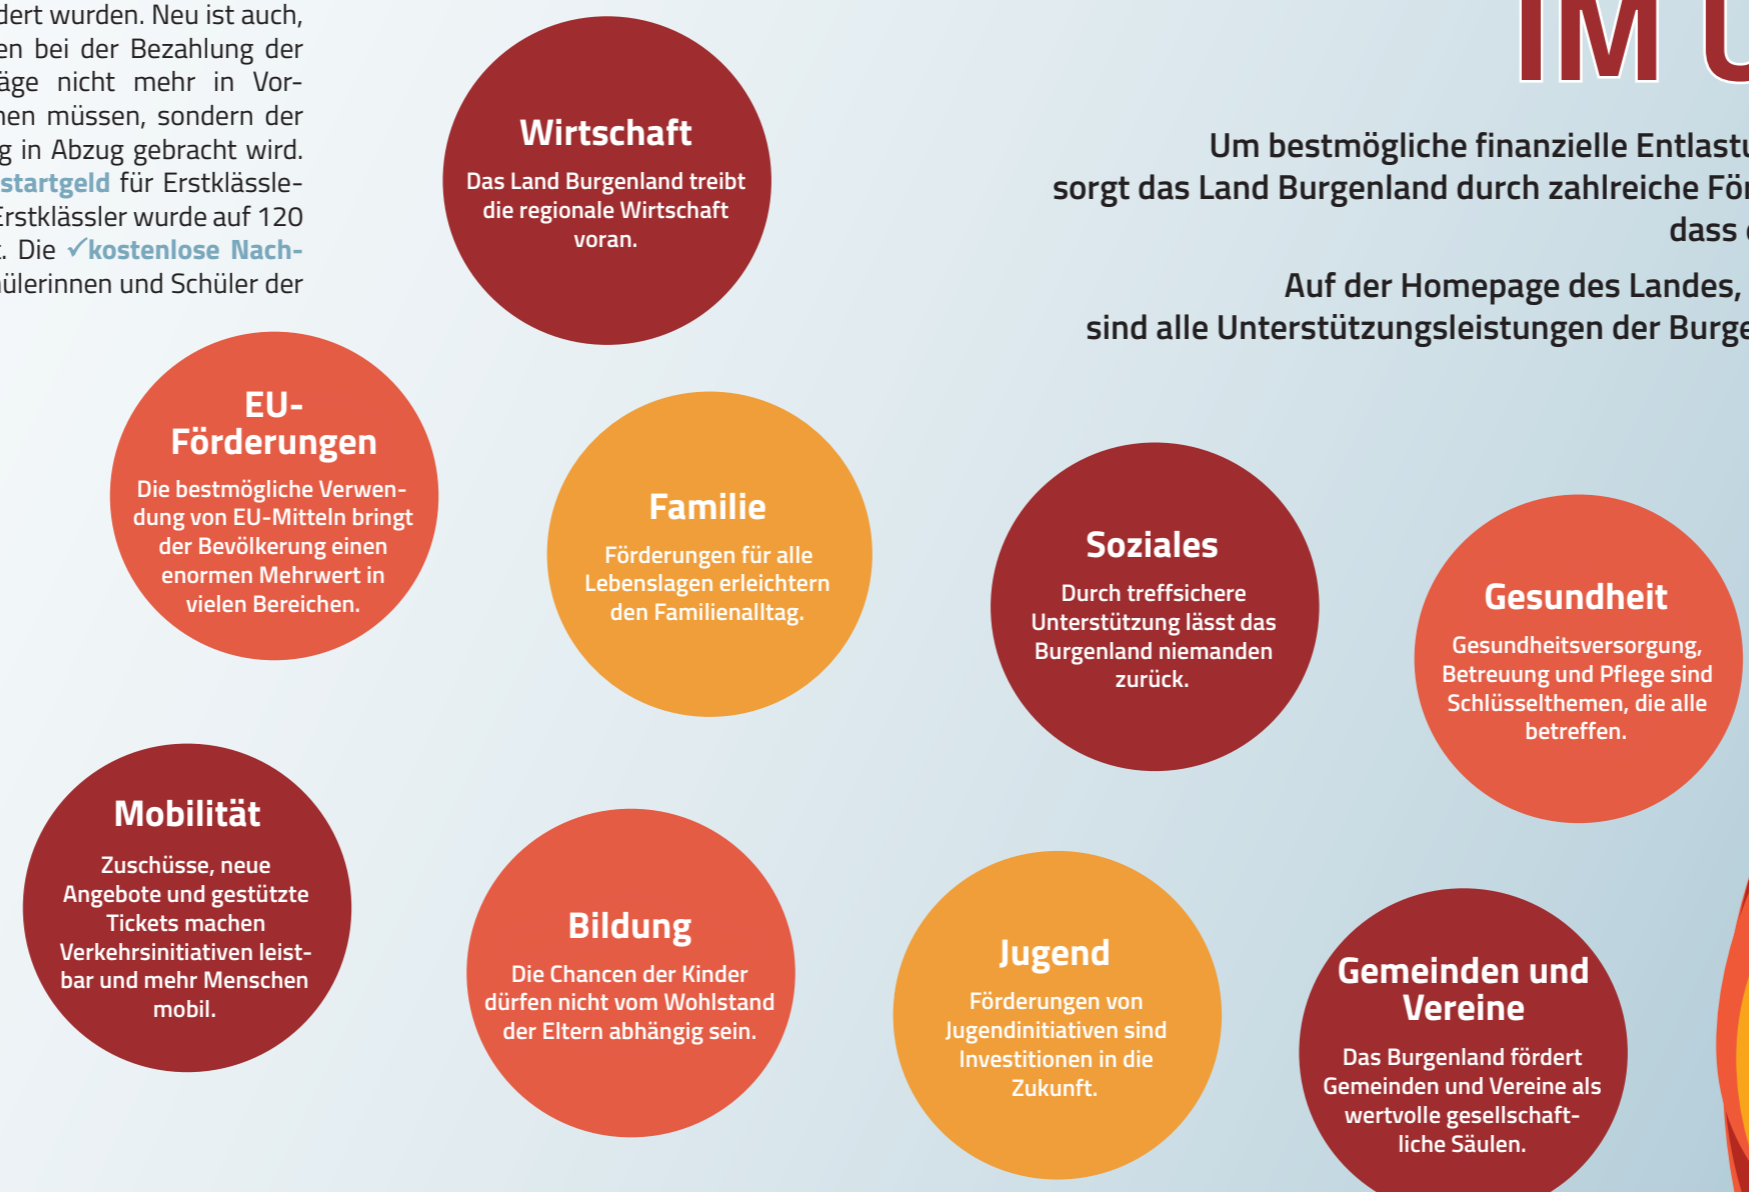 dert wurden. Neu ist auch,
en bei der Bezahlung der
äge nicht mehr in Vor-
men müssen, sondern der
g in Abzug gebracht wird.
startgeld für Erstklässle-
Erstklässler wurde auf 120
t. Die ✓kostenlose Nach-
hülerinnen und Schüler der
IM U
Um bestmögliche finanzielle Entlastu
sorgt das Land Burgenland durch zahlreiche För
dass
Auf der Homepage des Landes,
sind alle Unterstützungsleistungen der Burge
Wirtschaft
Das Land Burgenland treibt
die regionale Wirtschaft
voran.
EU-
Förderungen
Die bestmögliche Verwen-
dung von EU-Mitteln bringt
der Bevölkerung einen
enormen Mehrwert in
vielen Bereichen.
Familie
Förderungen für alle
Lebenslagen erleichtern
den Familienalltag.
Soziales
Durch treffsichere
Unterstützung lässt das
Burgenland niemanden
zurück.
Gesundheit
Gesundheitsversorgung,
Betreuung und Pflege sind
Schlüsselthemen, die alle
betreffen.
Mobilität
Zuschüsse, neue
Angebote und gestützte
Tickets machen
Verkehrsinitiativen leist-
bar und mehr Menschen
mobil.
Bildung
Die Chancen der Kinder
dürfen nicht vom Wohlstand
der Eltern abhängig sein.
Jugend
Förderungen von
Jugendinitiativen sind
Investitionen in die
Zukunft.
Gemeinden und
Vereine
Das Burgenland fördert
Gemeinden und Vereine als
wertvolle gesellschaft-
liche Säulen.